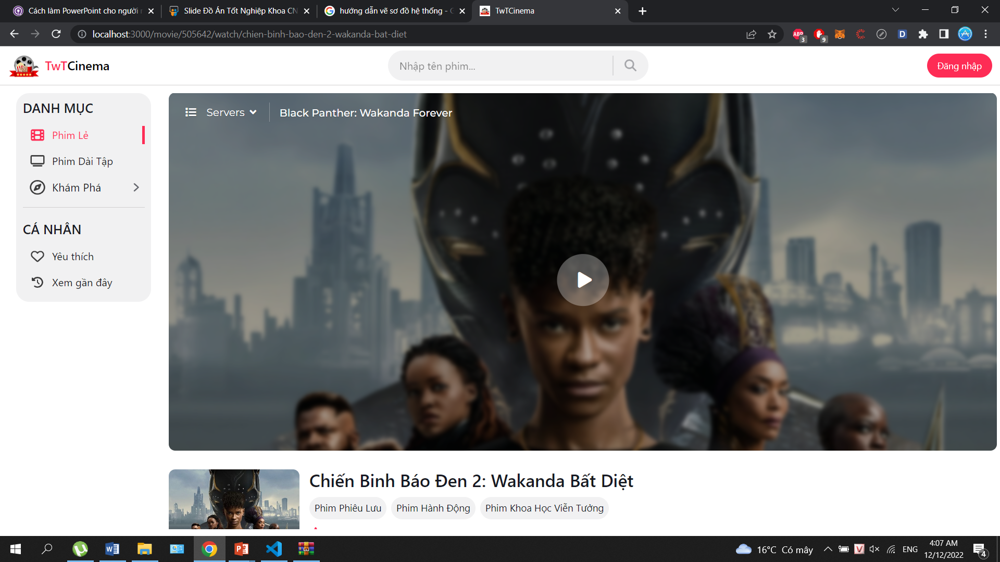 Cách làm PowerPoint cho người
Slide Đồ Án Tốt Nghiệp Khoa CN
hướng dẫn vẽ sơ đồ hệ thống -
TwTCinema
localhost:3000/movie/505642/watch/chien-binh-bao-den-2-wakanda-bat-diet
ABP
3
9
D
TwTCinema
Nhập tên phim...
Đăng nhập
DANH MỤC
Phim Lẻ
Phim Dài Tập
Khám Phá
CÁ NHÂN
Yêu thích
Xem gần đây
Servers
Black Panther: Wakanda Forever
Chiến Binh Báo Đen 2: Wakanda Bất Diệt
Phim Phiêu Lưu
Phim Hành Động
Phim Khoa Học Viễn Tưởng
16°C Có mây
V
ENG
4:07 AM
12/12/2022
4